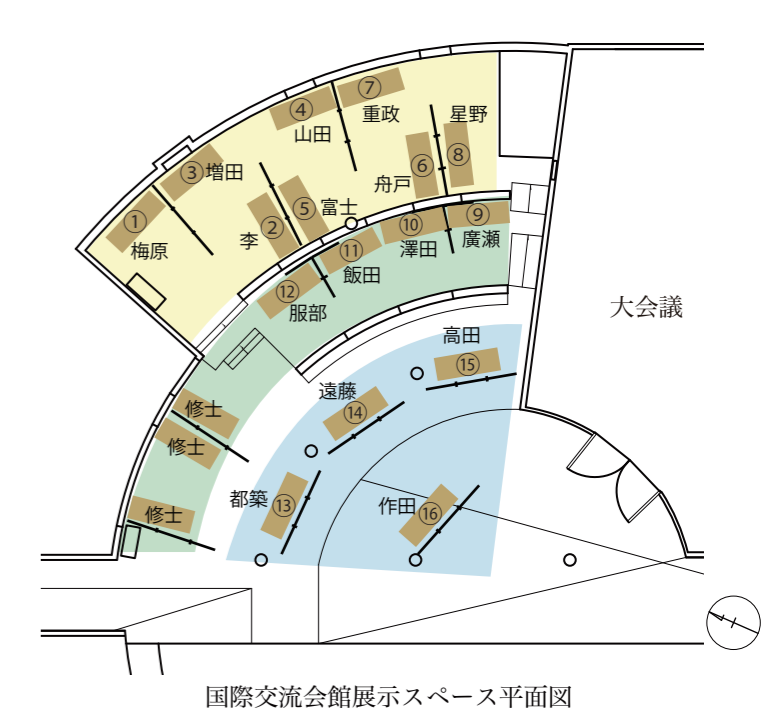 ⑦
④
重政
星野
山田
③
増田
⑥
⑧
舟戸
①
⑤
富士
②
李
梅原
⑨
⑩
廣瀬
澤田
⑪
飯田
⑫
服部
大会議
高田
⑮
遠藤
⑭
修士
修士
修士
都築
⑬
作田
⑯
国際交流会館展示スペース平面図